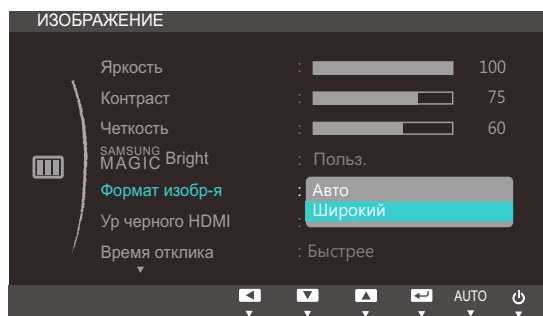 ИЗОБРАЖЕНИЕ
Яркость : 100
Контраст : 75
Четкость : 60
SAMSUNG MAGIC Bright : Польз.
Формат изобр-я : Авто
Широкий
Ур черного HDMI :
Время отклика : Быстрее
AUTO